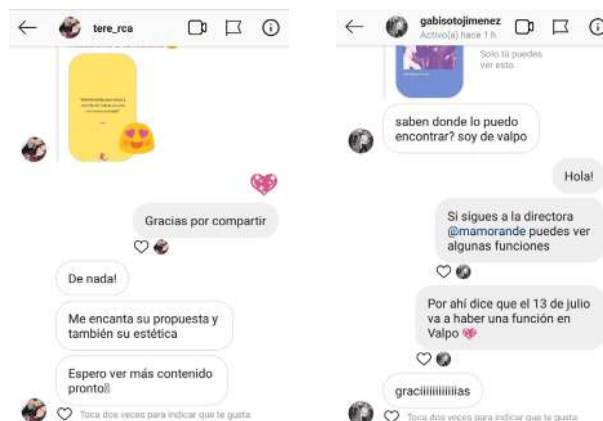 tere_rca
Gracias por compartir
De nada!
Me encanta su propuesta y
también su estética
Espero ver más contenido
pronto
Toca dos veces para indicar que te gusta
gabisotojimenez
Activo(a) hace 1 h
Solo tú puedes
ver esto.
saben donde lo puedo
encontrar? soy de valpo
Hola!
Si sigues a la directora
@mamorande puedes ver
algunas funciones
Por ahí dice que el 13 de julio
va a haber una función en
Valpo
graciiiiiiiiiiiias
Toca dos veces para indicar que te gusta